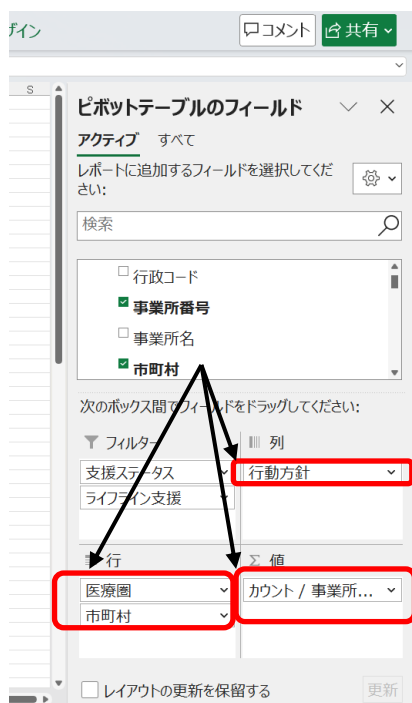 ザイン
コメント
共有
S
ピボットテーブルのフィールド
アクティブ すべて
レポートに追加するフィールドを選択してくだ
さい:
検索
行政コード
事業所番号
事業所名
市町村
次のボックス間でフィールドをドラッグしてください:
フィルター
列
支援ステータス
行動方針
ライフライン支援
行
Σ 値
医療圏
カウント / 事業所...
市町村
レイアウトの更新を保留する
更新